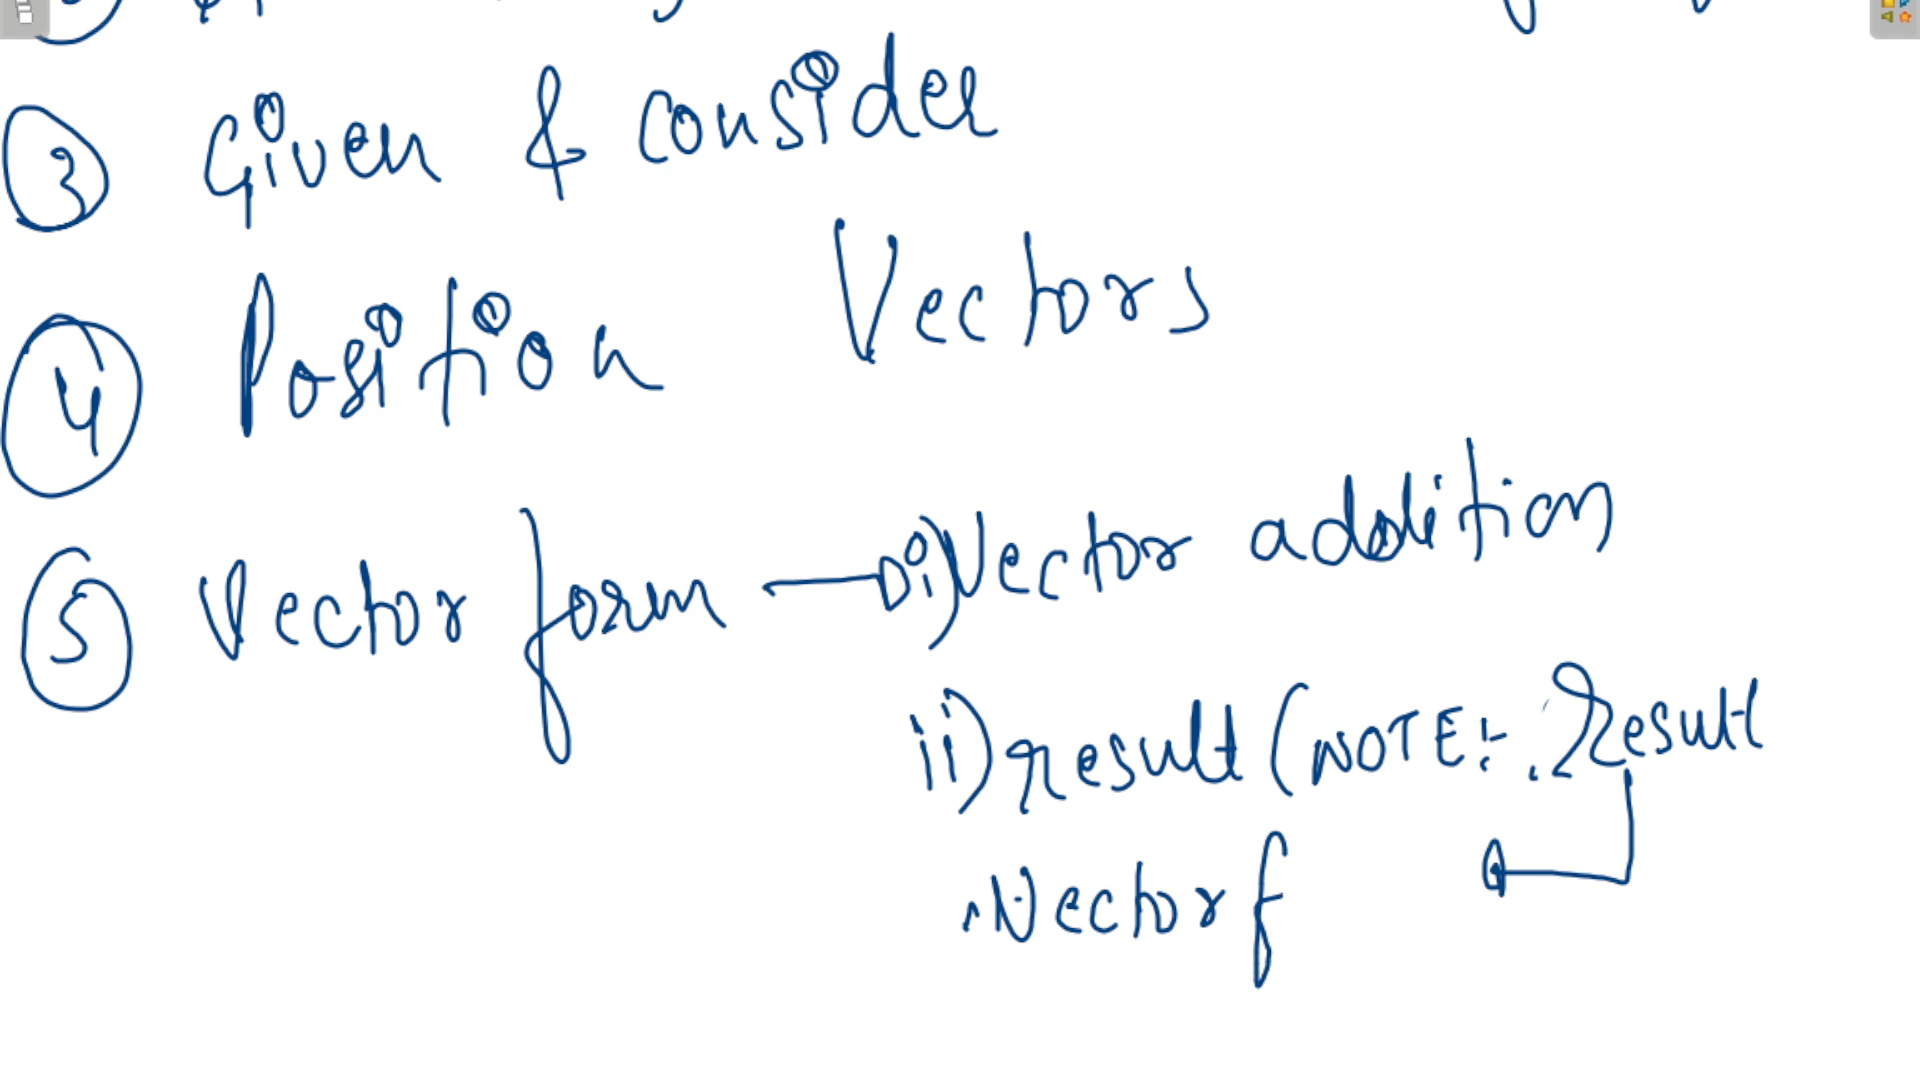 3 Given & consider
Vectors
4 Position
5 Vector form → i) Vector addition
ii) result (NOTE:- Result
Vector f